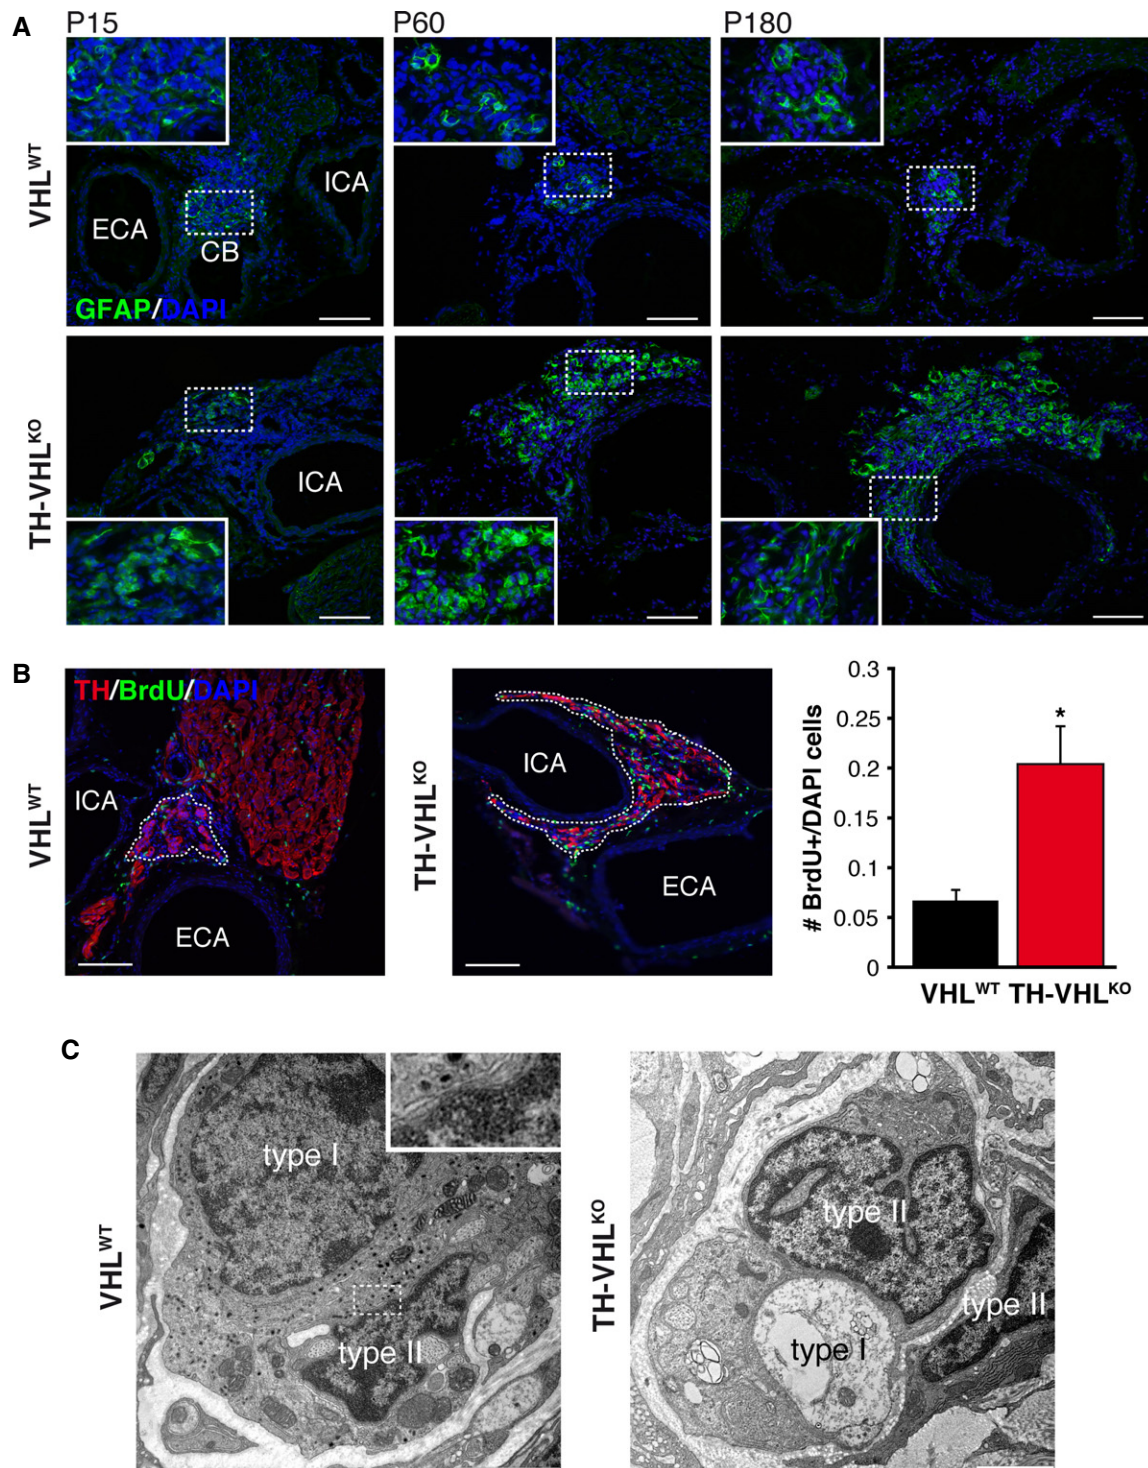 A
P15 P60 P180
VHL^WT
ECA
CB
ICA
GFAP/DAPI
TH-VHL^KO
ICA
B
VHL^WT
TH/BrdU/DAPI
ICA
ECA
TH-VHL^KO
ICA
ECA
# BrdU+/DAPI cells
0.3
0.25
0.2
0.15
0.1
0.05
0
*
VHL^WT TH-VHL^KO
C
VHL^WT
type I
type II
TH-VHL^KO
type II
type II
type I